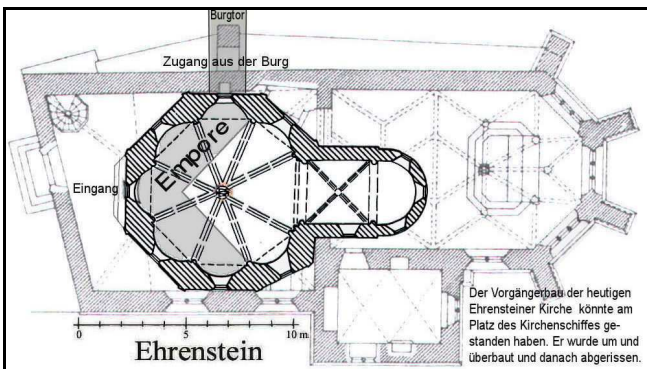 Burgtor
Zugang aus der Burg
Empore
Eingang
0 5 10 m
Ehrenstein
Der Vorgängerbau der heutigen
Ehrensteiner Kirche könnte am
Platz des Kirchenschiffes ge-
standen haben. Er wurde um und
überbaut und danach abgerissen.